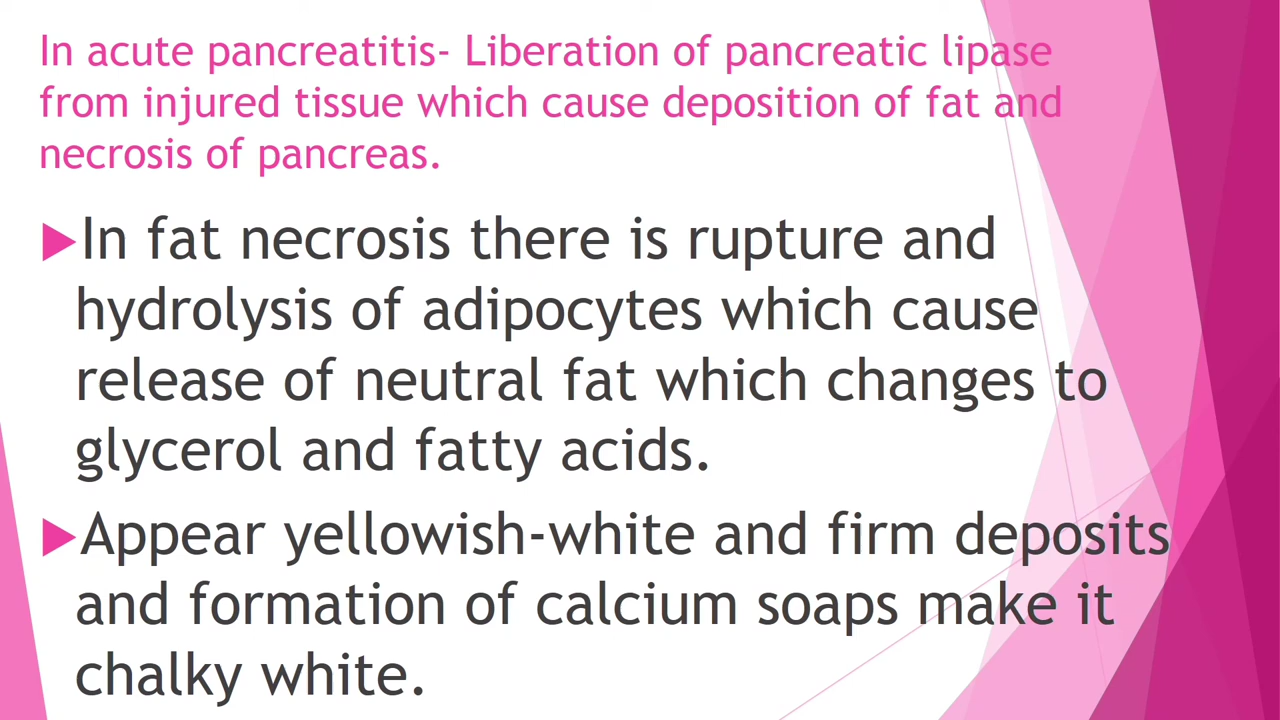 In acute pancreatitis- Liberation of pancreatic lipase
from injured tissue which cause deposition of fat and
necrosis of pancreas.
In fat necrosis there is rupture and
hydrolysis of adipocytes which cause
release of neutral fat which changes to
glycerol and fatty acids.
Appear yellowish-white and firm deposits
and formation of calcium soaps make it
chalky white.